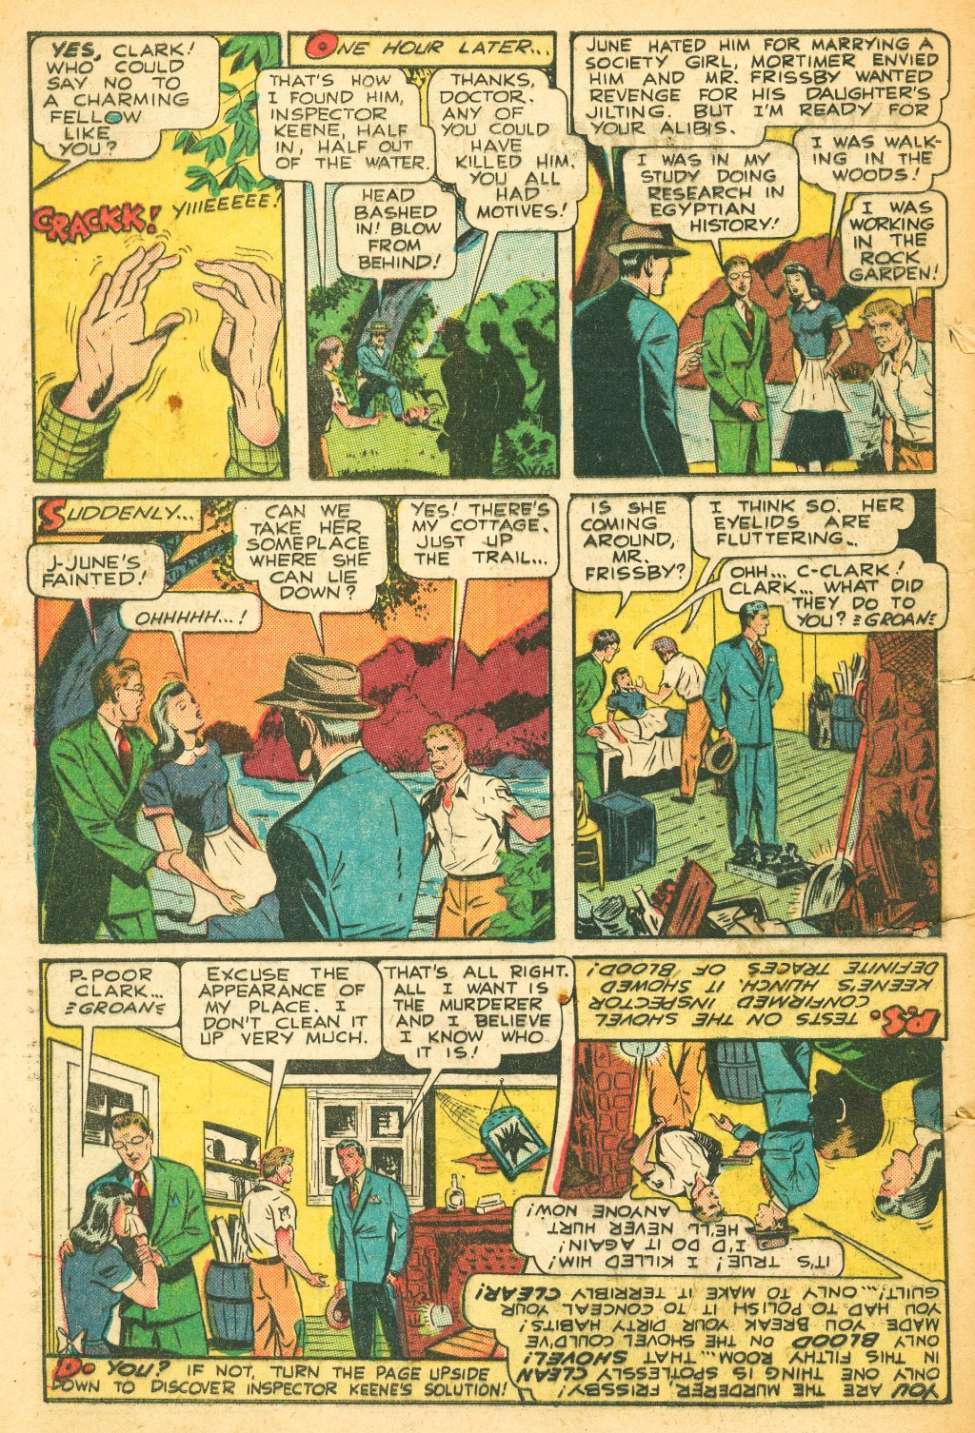 YES, CLARK!
WHO COULD
SAY NO TO
A CHARMING
FELLOW
LIKE
YOU?
CRACKK!
YIIIEEEEE!
ONE HOUR LATER...
THAT'S HOW
I FOUND HIM,
INSPECTOR
KEENE, HALF
IN, HALF OUT
OF THE WATER.
THANKS,
DOCTOR.
ANY OF
YOU COULD
HAVE
KILLED HIM.
YOU ALL
HAD
MOTIVES!
HEAD
BASHED
IN! BLOW
FROM
BEHIND!
JUNE HATED HIM FOR MARRYING A
SOCIETY GIRL, MORTIMER ENVIED
HIM AND MR. FRISSBY WANTED
REVENGE FOR HIS DAUGHTER'S
JILTING. BUT I'M READY FOR
YOUR ALIBIS.
I WAS IN MY
STUDY DOING
RESEARCH IN
EGYPTIAN
HISTORY!
I WAS WALK-
ING IN THE
WOODS!
I WAS
WORKING
IN THE
ROCK
GARDEN!
SUDDENLY...
J-JUNE'S
FAINTED!
OHHHHH...!
CAN WE
TAKE HER
SOMEPLACE
WHERE SHE
CAN LIE
DOWN?
YES! THERE'S
MY COTTAGE.
JUST UP
THE TRAIL...
IS SHE
COMING
AROUND,
MR.
FRISSBY?
I THINK SO. HER
EYELIDS ARE
FLUTTERING...
OHH... C-CLARK!
CLARK... WHAT DID
THEY DO TO
YOU? =GROAN=
P-POOR
CLARK...
=GROAN=
EXCUSE THE
APPEARANCE OF
MY PLACE. I
DON'T CLEAN IT
UP VERY MUCH.
THAT'S ALL RIGHT.
ALL I WANT IS
THE MURDERER
AND I BELIEVE
I KNOW WHO
IT IS!
DO YOU? IF NOT, TURN THE PAGE UPSIDE
DOWN TO DISCOVER INSPECTOR KEENE'S SOLUTION!
YOU ARE THE MURDERER, FRISSBY!
ONLY ONE THING IS SPOTLESSLY CLEAN
IN THIS FILTHY ROOM...THAT SHOVEL!
ONLY BLOOD ON THE SHOVEL COULD'VE
MADE YOU BREAK YOUR DIRTY HABITS!
YOU HAD TO POLISH IT TO CONCEAL YOUR
GUILT!...ONLY TO MAKE IT TERRIBLY CLEAR!
IT'S TRUE; I KILLED HIM!
I'D DO IT AGAIN!
HE'LL NEVER HURT
ANYONE NOW!
P.S. TESTS ON THE SHOVEL
CONFIRMED INSPECTOR
KEENE'S HUNCH. IT SHOWED
DEFINITE TRACES OF BLOOD!